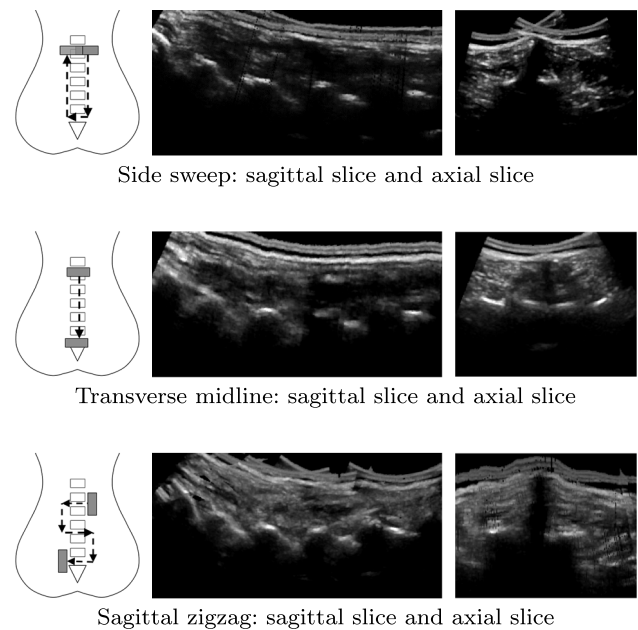 Side sweep: sagittal slice and axial slice
Transverse midline: sagittal slice and axial slice
Sagittal zigzag: sagittal slice and axial slice